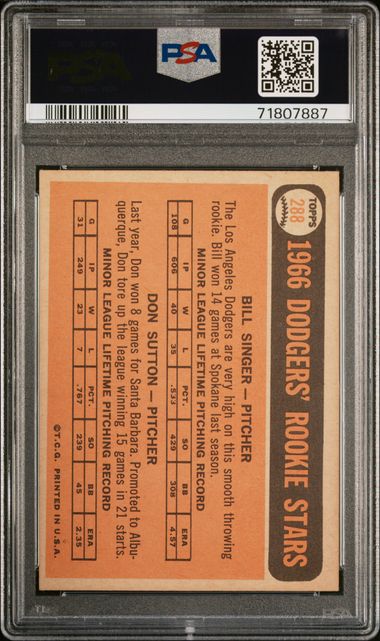 PSA
PSA
71807887
TOPPS
288
1966 DODGERS' ROOKIE STARS
BILL SINGER — PITCHER
The Los Angeles Dodgers are very high on this smooth throwing
rookie. Bill won 14 games at Spokane last season.
MINOR LEAGUE LIFETIME PITCHING RECORD
G IP W L PCT. SO BB ERA
108 606 40 35 .533 429 308 4.57
DON SUTTON — PITCHER
Last year, Don won 8 games for Santa Barbara. Promoted to Albu-
querque, Don tore up the league winning 15 games in 21 starts.
MINOR LEAGUE LIFETIME PITCHING RECORD
G IP W L PCT. SO BB ERA
31 249 23 7 .767 239 45 2.35
© T.C.G. PRINTED IN U.S.A.